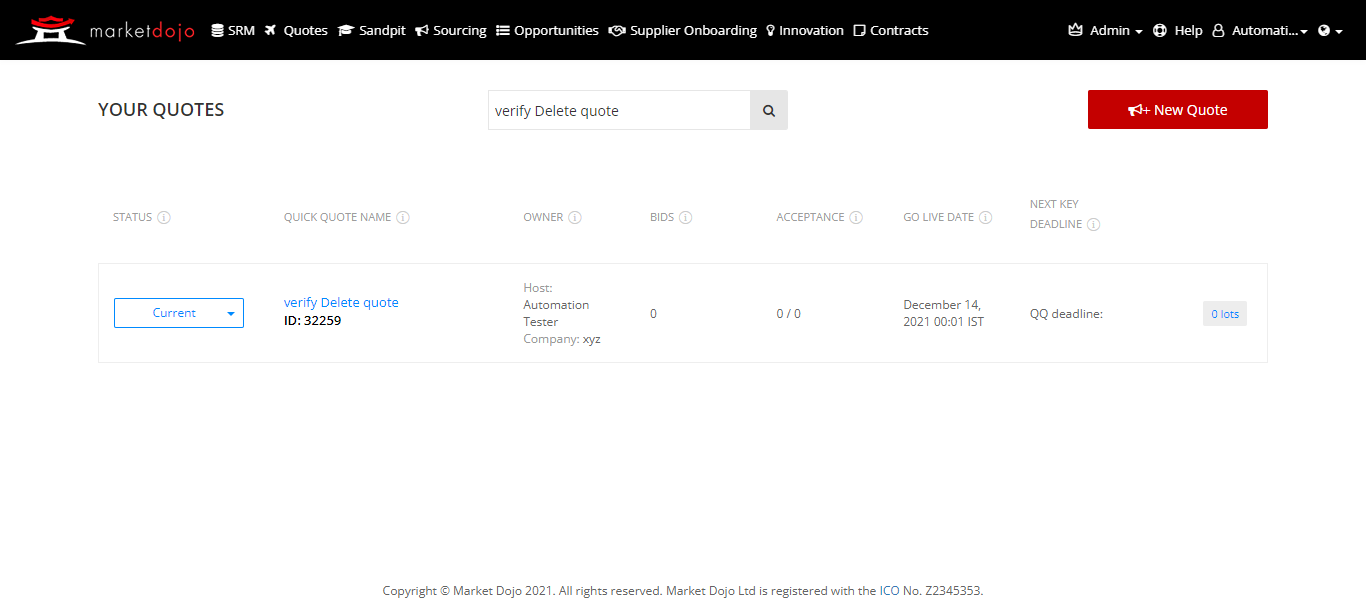 marketdojo SRM Quotes Sandpit Sourcing Opportunities Supplier Onboarding Innovation Contracts Admin Help Automati...
YOUR QUOTES
verify Delete quote
+ New Quote
STATUS QUICK QUOTE NAME OWNER BIDS ACCEPTANCE GO LIVE DATE NEXT KEY
DEADLINE
Current
verify Delete quote
ID: 32259
Host:
Automation
Tester
Company: xyz
0
0 / 0
December 14,
2021 00:01 IST
QQ deadline:
0 lots
Copyright © Market Dojo 2021. All rights reserved. Market Dojo Ltd is registered with the ICO No. Z2345353.